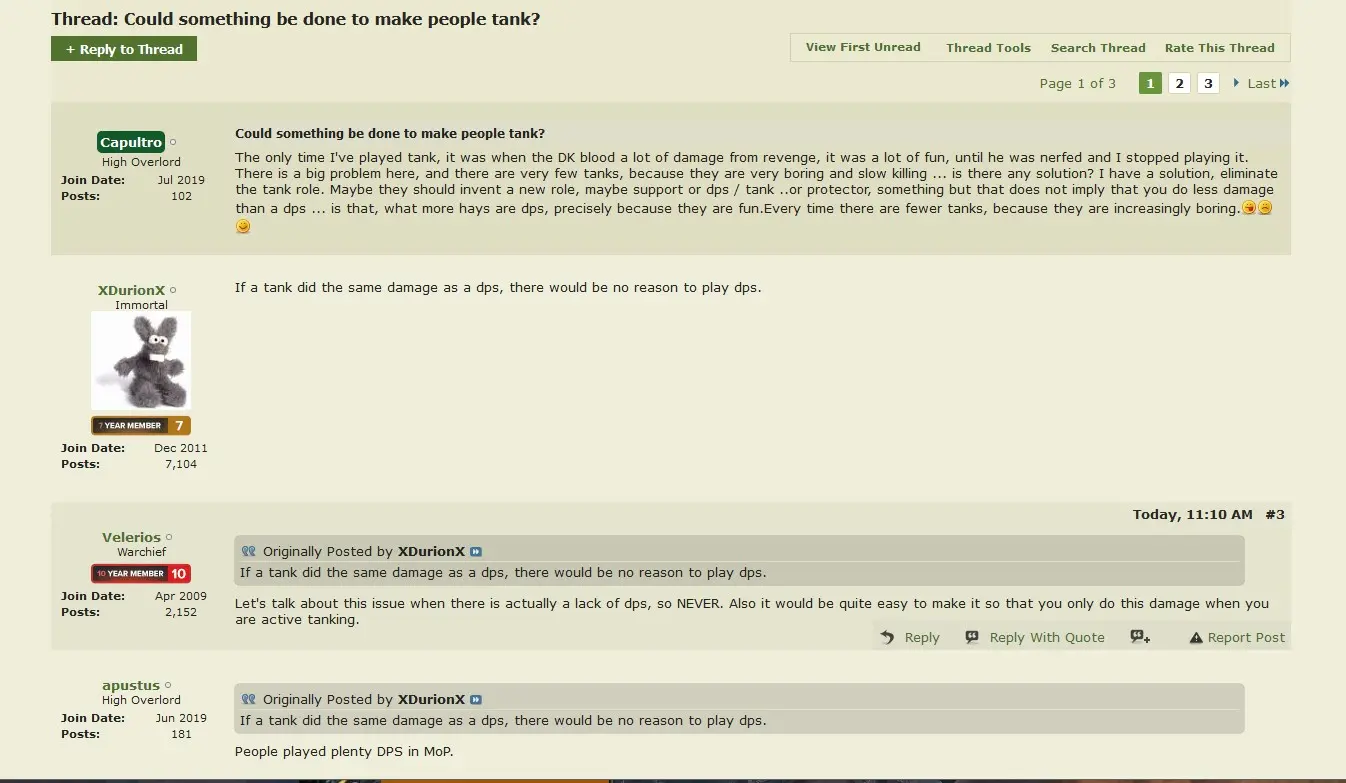 Thread: Could something be done to make people tank?
+ Reply to Thread
View First Unread Thread Tools Search Thread Rate This Thread
Page 1 of 3 1 2 3 Last
Capultro
High Overlord
Join Date: Jul 2019
Posts: 102
Could something be done to make people tank?
The only time I've played tank, it was when the DK blood a lot of damage from revenge, it was a lot of fun, until he was nerfed and I stopped playing it.
There is a big problem here, and there are very few tanks, because they are very boring and slow killing ... is there any solution? I have a solution, eliminate
the tank role. Maybe they should invent a new role, maybe support or dps / tank ..or protector, something but that does not imply that you do less damage
than a dps ... is that, what more hays are dps, precisely because they are fun.Every time there are fewer tanks, because they are increasingly boring.
XDurionX
Immortal
7 YEAR MEMBER 7
Join Date: Dec 2011
Posts: 7,104
If a tank did the same damage as a dps, there would be no reason to play dps.
Today, 11:10 AM #3
Velerios
Warchief
10 YEAR MEMBER 10
Join Date: Apr 2009
Posts: 2,152
Originally Posted by XDurionX
If a tank did the same damage as a dps, there would be no reason to play dps.
Let's talk about this issue when there is actually a lack of dps, so NEVER. Also it would be quite easy to make it so that you only do this damage when you
are active tanking.
Reply Reply With Quote Report Post
apustus
High Overlord
Join Date: Jun 2019
Posts: 181
Originally Posted by XDurionX
If a tank did the same damage as a dps, there would be no reason to play dps.
People played plenty DPS in MoP.